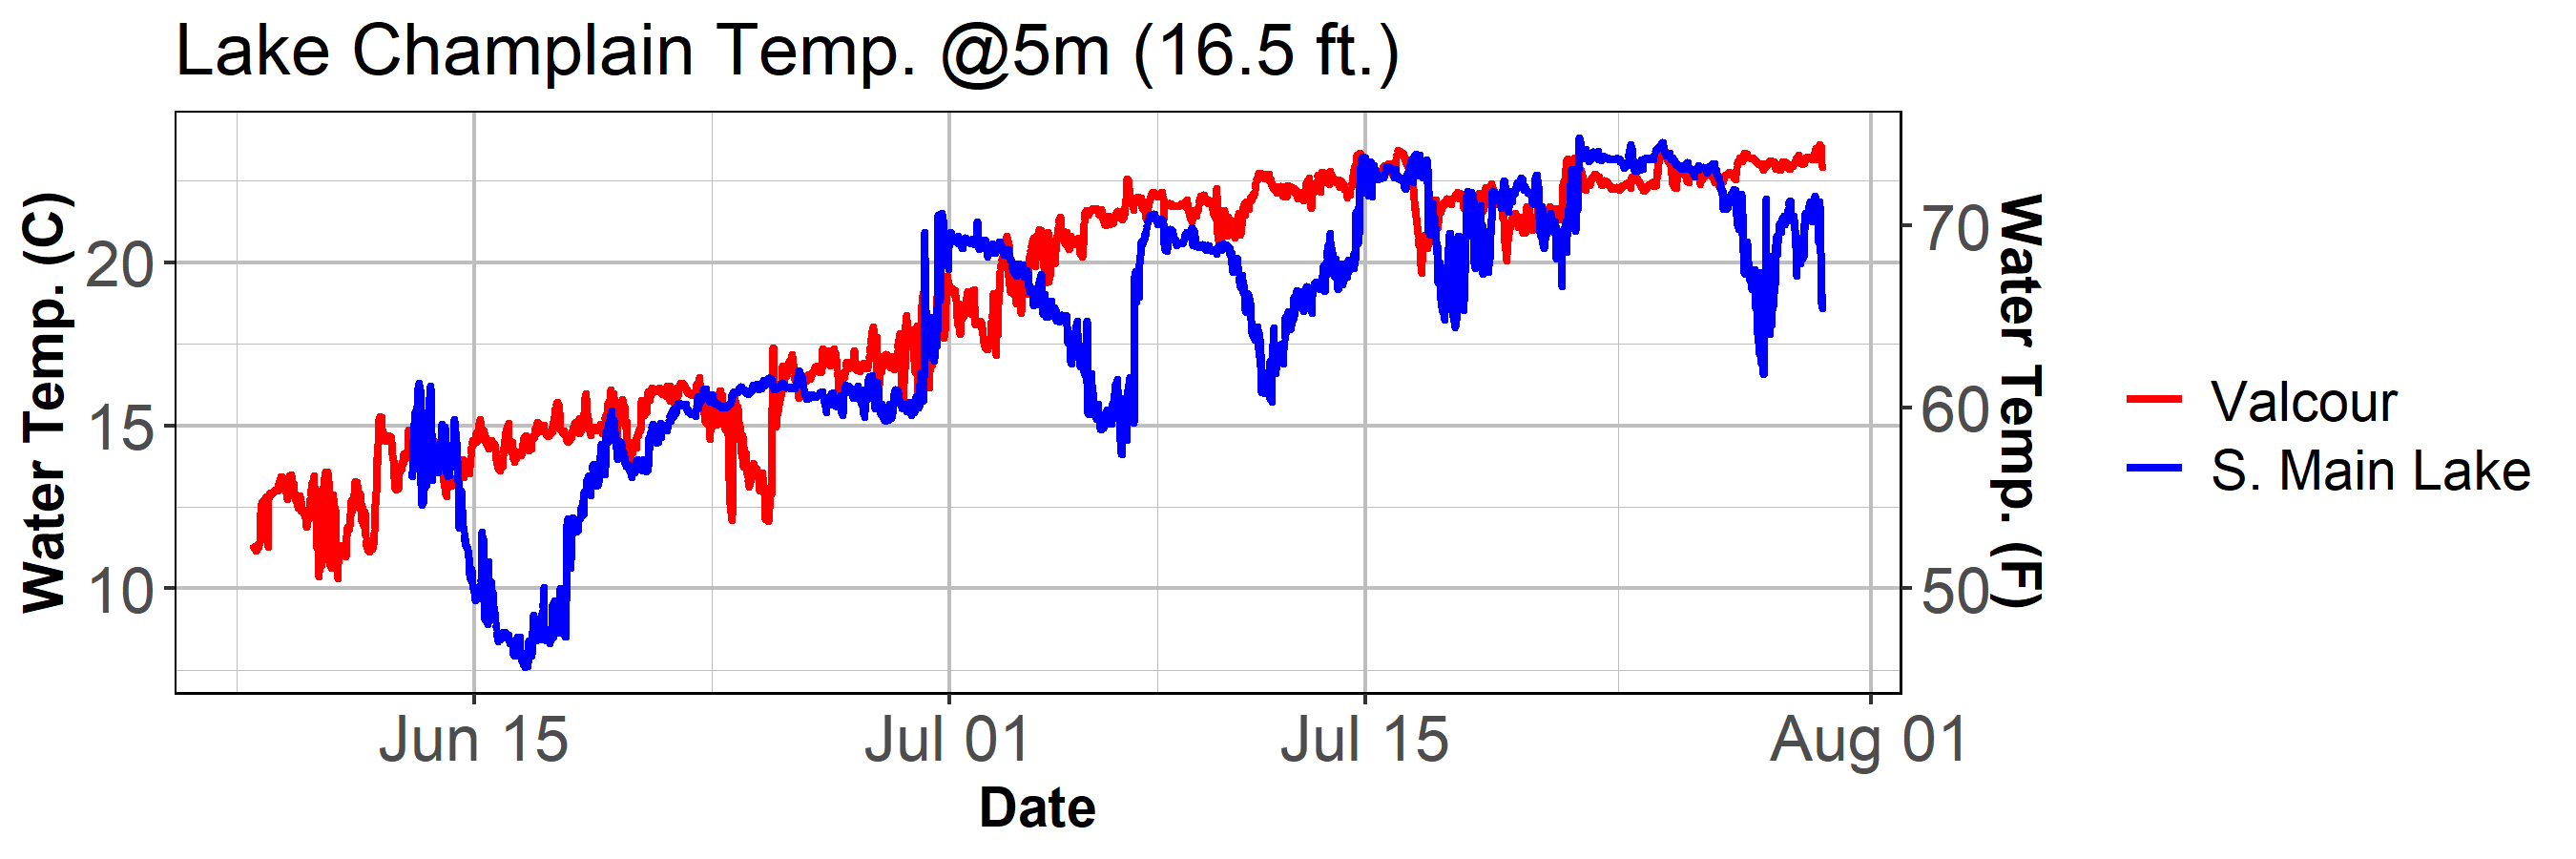 Lake Champlain Temp. @5m (16.5 ft.)
Water Temp. (C)
20
15
10
70
60
50
Water Temp. (F)
Jun 15
Jul 01
Jul 15
Aug 01
Date
Valcour
S. Main Lake